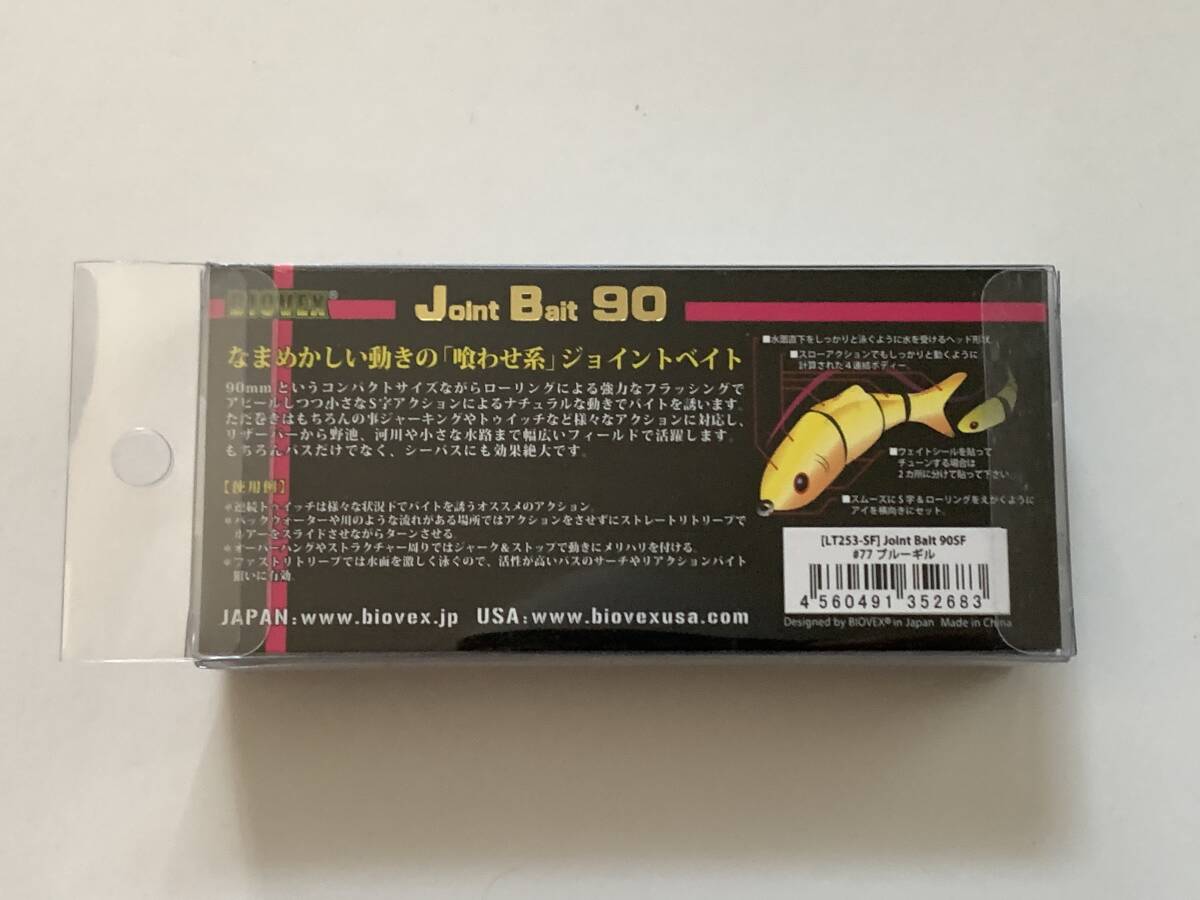 BIOVEX®
Joint Bait 90
なまめかしい動きの「喰わせ系」ジョイントベイト
90mmというコンパクトサイズながらローリングによる強力なフラッシングで
アピールしつつ小さなS字アクションによるナチュラルな動きでバイトを誘います。
ただ巻きはもちろんの事ジャーキングやトゥイッチなど様々なアクションに対応し、
リザーバーから野池、河川や小さな水路まで幅広いフィールドで活躍します。
もちろんバスだけでなく、シーバスにも効果絶大です。
【使用例】
*連続トゥイッチは様々な状況下でバイトを誘うオススメのアクション。
*バックウォーターや川のような流れがある場所ではアクションをさせずにストレートリトリーブで
ルアーをスライドさせながらターンさせる。
*オーバーハングやストラクチャー周りではジャーク&ストップで動きにメリハリを付ける。
*ファストリトリーブでは水面を激しく泳ぐので、活性が高いバスのサーチやリアクションバイト
狙いに有効。
JAPAN:www.biovex.jp USA:www.biovexusa.com
■水面直下をしっかりと泳ぐように水を受けるヘッド形状。
■スローアクションでもしっかりと動くように
計算された4連結ボディー。
■ウェイトシールを貼って
チューンする場合は
2カ所に分けて貼って下さい。
■スムーズにS字&ローリングをえがくように
アイを横向きにセット。
[LT253-SF] Joint Bait 90SF
#77 ブルーギル
4 560491 352683
Designed by BIOVEX® in Japan Made in China